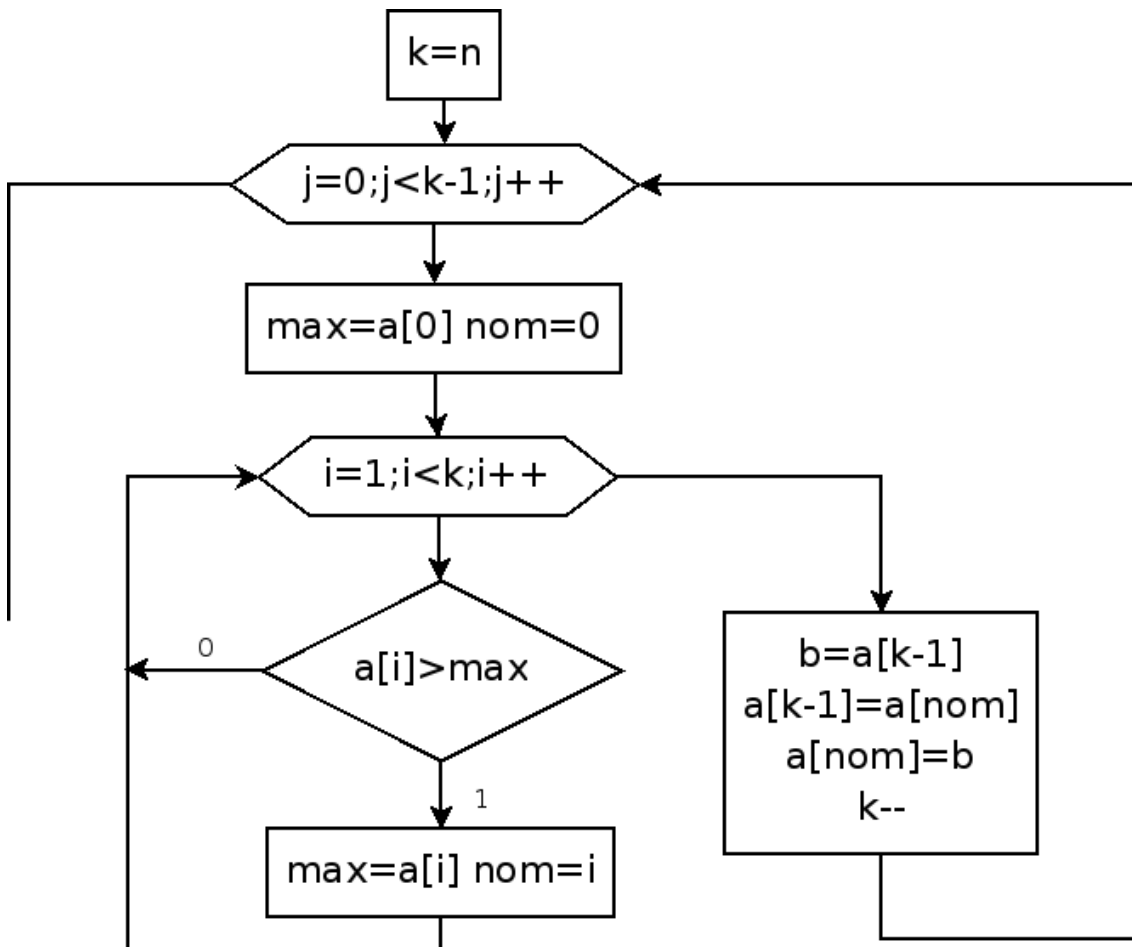 k=n
j=0;j<k-1;j++
max=a[0] nom=0
i=1;i<k;i++
0
a[i]>max
1
max=a[i] nom=i
b=a[k-1]
a[k-1]=a[nom]
a[nom]=b
k--